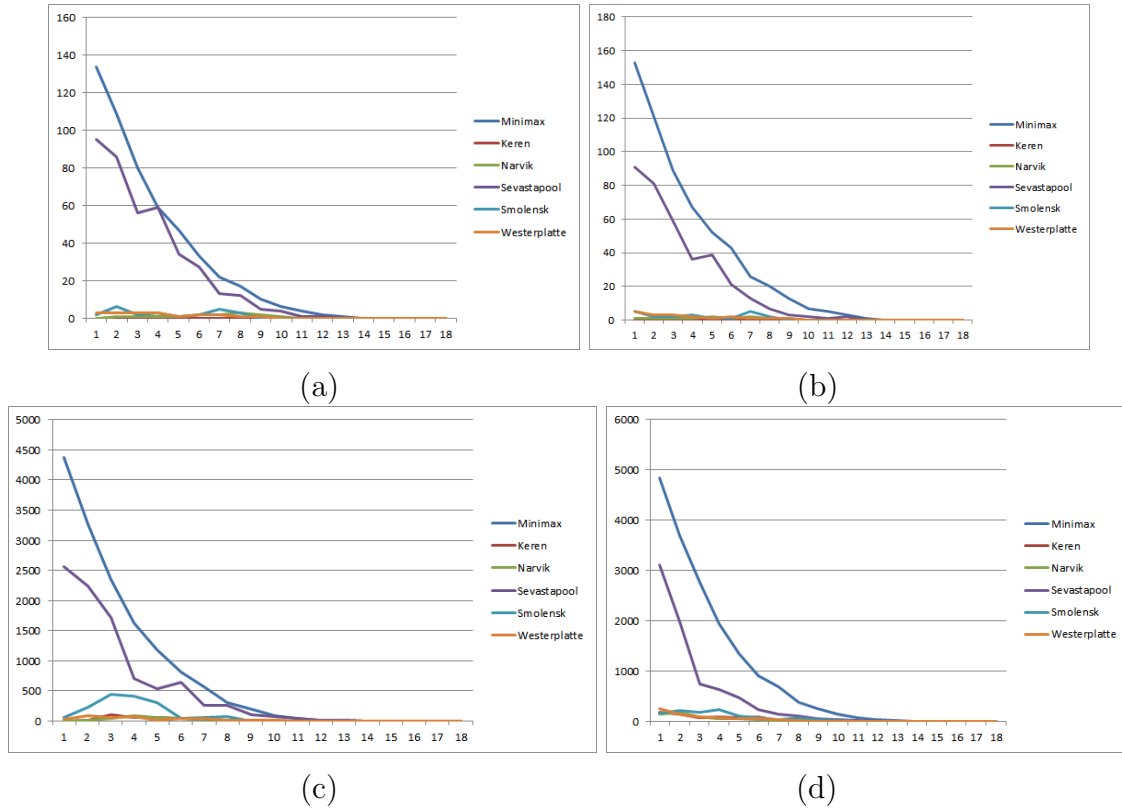 160
140
120
100
80
60
40
20
0
1 2 3 4 5 6 7 8 9 10 11 12 13 14 15 16 17 18
Minimax
Keren
Narvik
Sevastapool
Smolensk
Westerplatte
(a)
180
160
140
120
100
80
60
40
20
0
1 2 3 4 5 6 7 8 9 10 11 12 13 14 15 16 17 18
Minimax
Keren
Narvik
Sevastapool
Smolensk
Westerplatte
(b)
5000
4500
4000
3500
3000
2500
2000
1500
1000
500
0
1 2 3 4 5 6 7 8 9 10 11 12 13 14 15 16 17 18
Minimax
Keren
Narvik
Sevastapool
Smolensk
Westerplatte
(c)
6000
5000
4000
3000
2000
1000
0
1 2 3 4 5 6 7 8 9 10 11 12 13 14 15 16 17 18
Minimax
Keren
Narvik
Sevastapool
Smolensk
Westerplatte
(d)